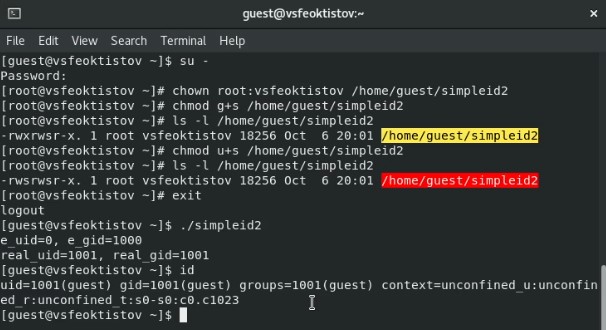 guest@vsfeoktistov:~
File Edit View Search Terminal Help
[guest@vsfeoktistov ~]$ su -
Password:
[root@vsfeoktistov ~]# chown root:vsfeoktistov /home/guest/simpleid2
[root@vsfeoktistov ~]# chmod g+s /home/guest/simpleid2
[root@vsfeoktistov ~]# ls -l /home/guest/simpleid2
-rwxrwsr-x. 1 root vsfeoktistov 18256 Oct  6 20:01 /home/guest/simpleid2
[root@vsfeoktistov ~]# chmod u+s /home/guest/simpleid2
[root@vsfeoktistov ~]# ls -l /home/guest/simpleid2
-rwsrwsr-x. 1 root vsfeoktistov 18256 Oct  6 20:01 /home/guest/simpleid2
[root@vsfeoktistov ~]# exit
logout
[guest@vsfeoktistov ~]$ ./simpleid2
e_uid=0, e_gid=1000
real_uid=1001, real_gid=1001
[guest@vsfeoktistov ~]$ id
uid=1001(guest) gid=1001(guest) groups=1001(guest) context=unconfined_u:unconfin
ed_r:unconfined_t:s0-s0:c0.c1023
[guest@vsfeoktistov ~]$